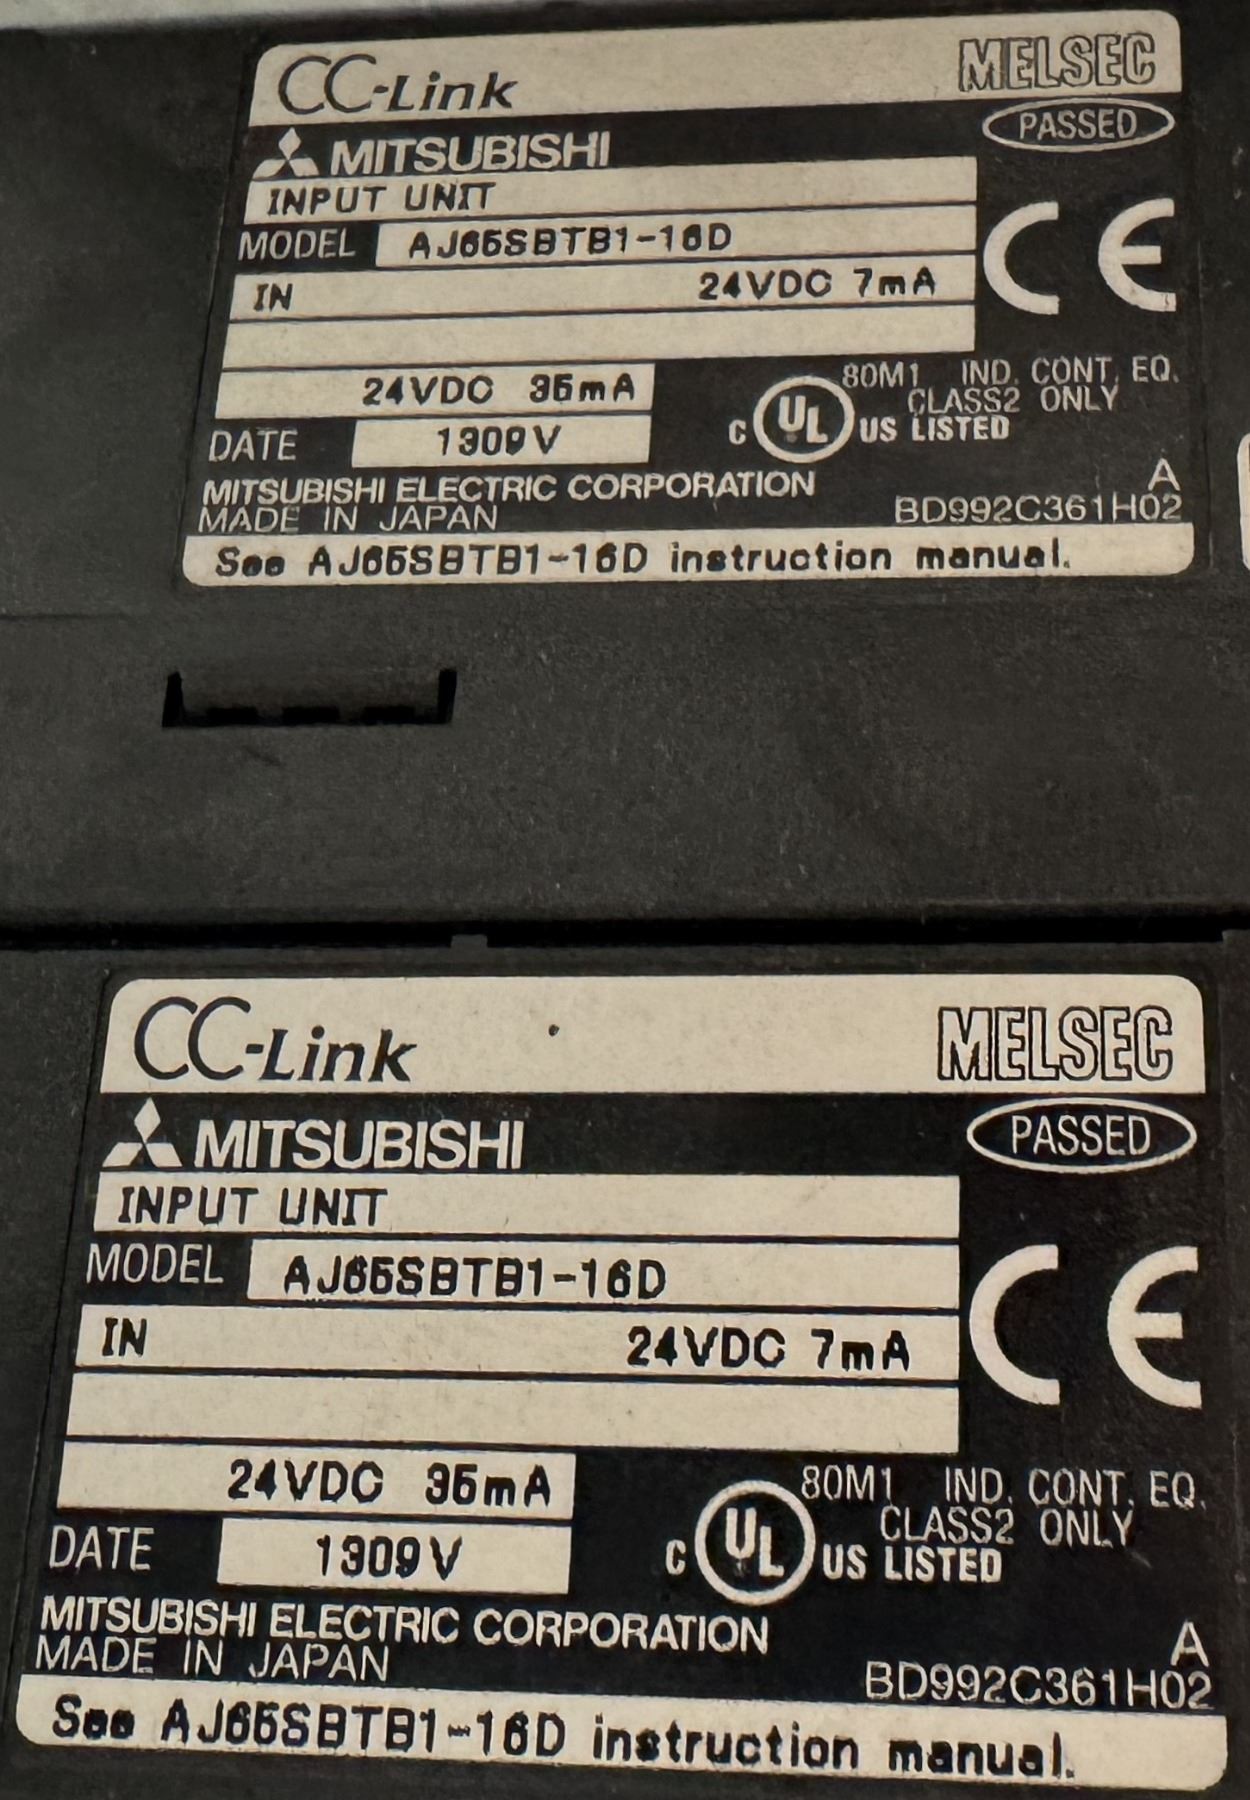 CC-Link MELSEC
MITSUBISHI PASSED
INPUT UNIT
MODEL AJ65SBTB1-16D
IN 24VDC 7mA
CE
24VDC 35mA
80M1 IND. CONT. EQ.
CLASS2 ONLY
C UL US LISTED
DATE 1309V
MITSUBISHI ELECTRIC CORPORATION A
MADE IN JAPAN BD992C361H02
See AJ65SBTB1-16D instruction manual.
CC-Link MELSEC
MITSUBISHI PASSED
INPUT UNIT
MODEL AJ65SBTB1-16D
IN 24VDC 7mA
CE
24VDC 35mA
80M1 IND. CONT. EQ.
CLASS2 ONLY
C UL US LISTED
DATE 1309V
MITSUBISHI ELECTRIC CORPORATION A
MADE IN JAPAN BD992C361H02
See AJ65SBTB1-16D instruction manual.